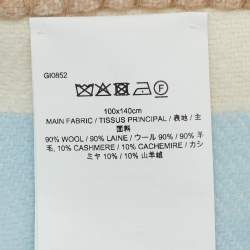 GI0852
100x140cm
MAIN FABRIC / TISSUS PRINCIPAL / 表地 / 主
面料
90% WOOL / 90% LAINE / ウール 90% / 90% 羊
毛, 10% CASHMERE / 10% CACHEMIRE / カシ
ミヤ 10% / 10% 山羊絨